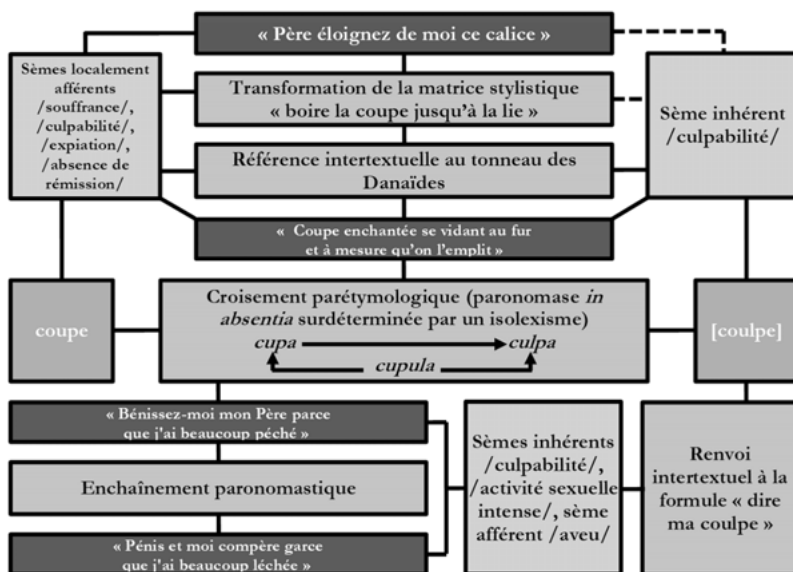 « Père éloignez de moi ce calice »
Sèmes localement
afférents
/souffrance/,
/culpabilité/,
/expiation/,
/absence de
rémission/
Transformation de la matrice stylistique
« boire la coupe jusqu'à la lie »
Sème inhérent
/culpabilité/
Référence intertextuelle au tonneau des
Danaïdes
« Coupe enchantée se vidant au fur
et à mesure qu'on l'emplit »
coupe
Croisement parétymologique (paronomase in
absentia surdéterminée par un isolexisme)
cupa culpa
cupula
[coulpe]
« Bénissez-moi mon Père parce
que j'ai beaucoup péché »
Enchaînement paronomastique
« Pénis et moi compère garce
que j'ai beaucoup léchée »
Sèmes inhérents
/culpabilité/,
/activité sexuelle
intense/, sème
afférent /aveu/
Renvoi
intertextuel à la
formule « dire
ma coulpe »